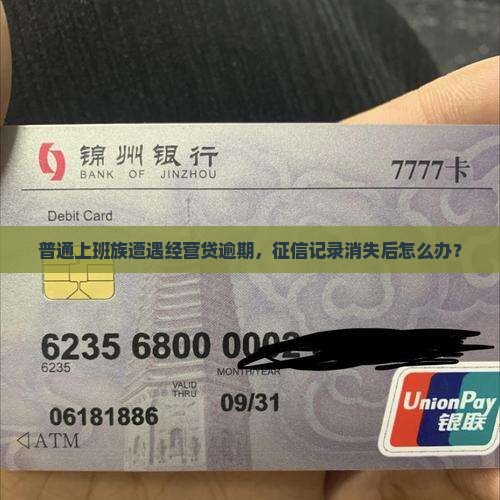 锦州银行
BANK OF JINZHOU
7777卡
Debit Card
普通上班族遭遇经营贷逾期，征信记录消失后怎么办？
6235 6800 0002
6235
MONTH/YEAR
VALID THRU 09/31
06181886
ATM
UnionPay
银联